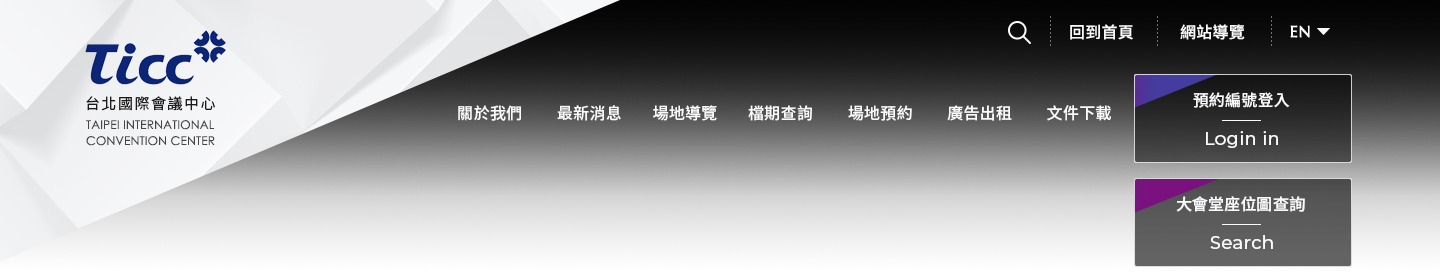 Ticc
台北國際會議中心
TAIPEI INTERNATIONAL
CONVENTION CENTER
回到首頁
網站導覽
EN
關於我們
最新消息
場地導覽
檔期查詢
場地預約
廣告出租
文件下載
預約編號登入
Login in
大會堂座位圖查詢
Search